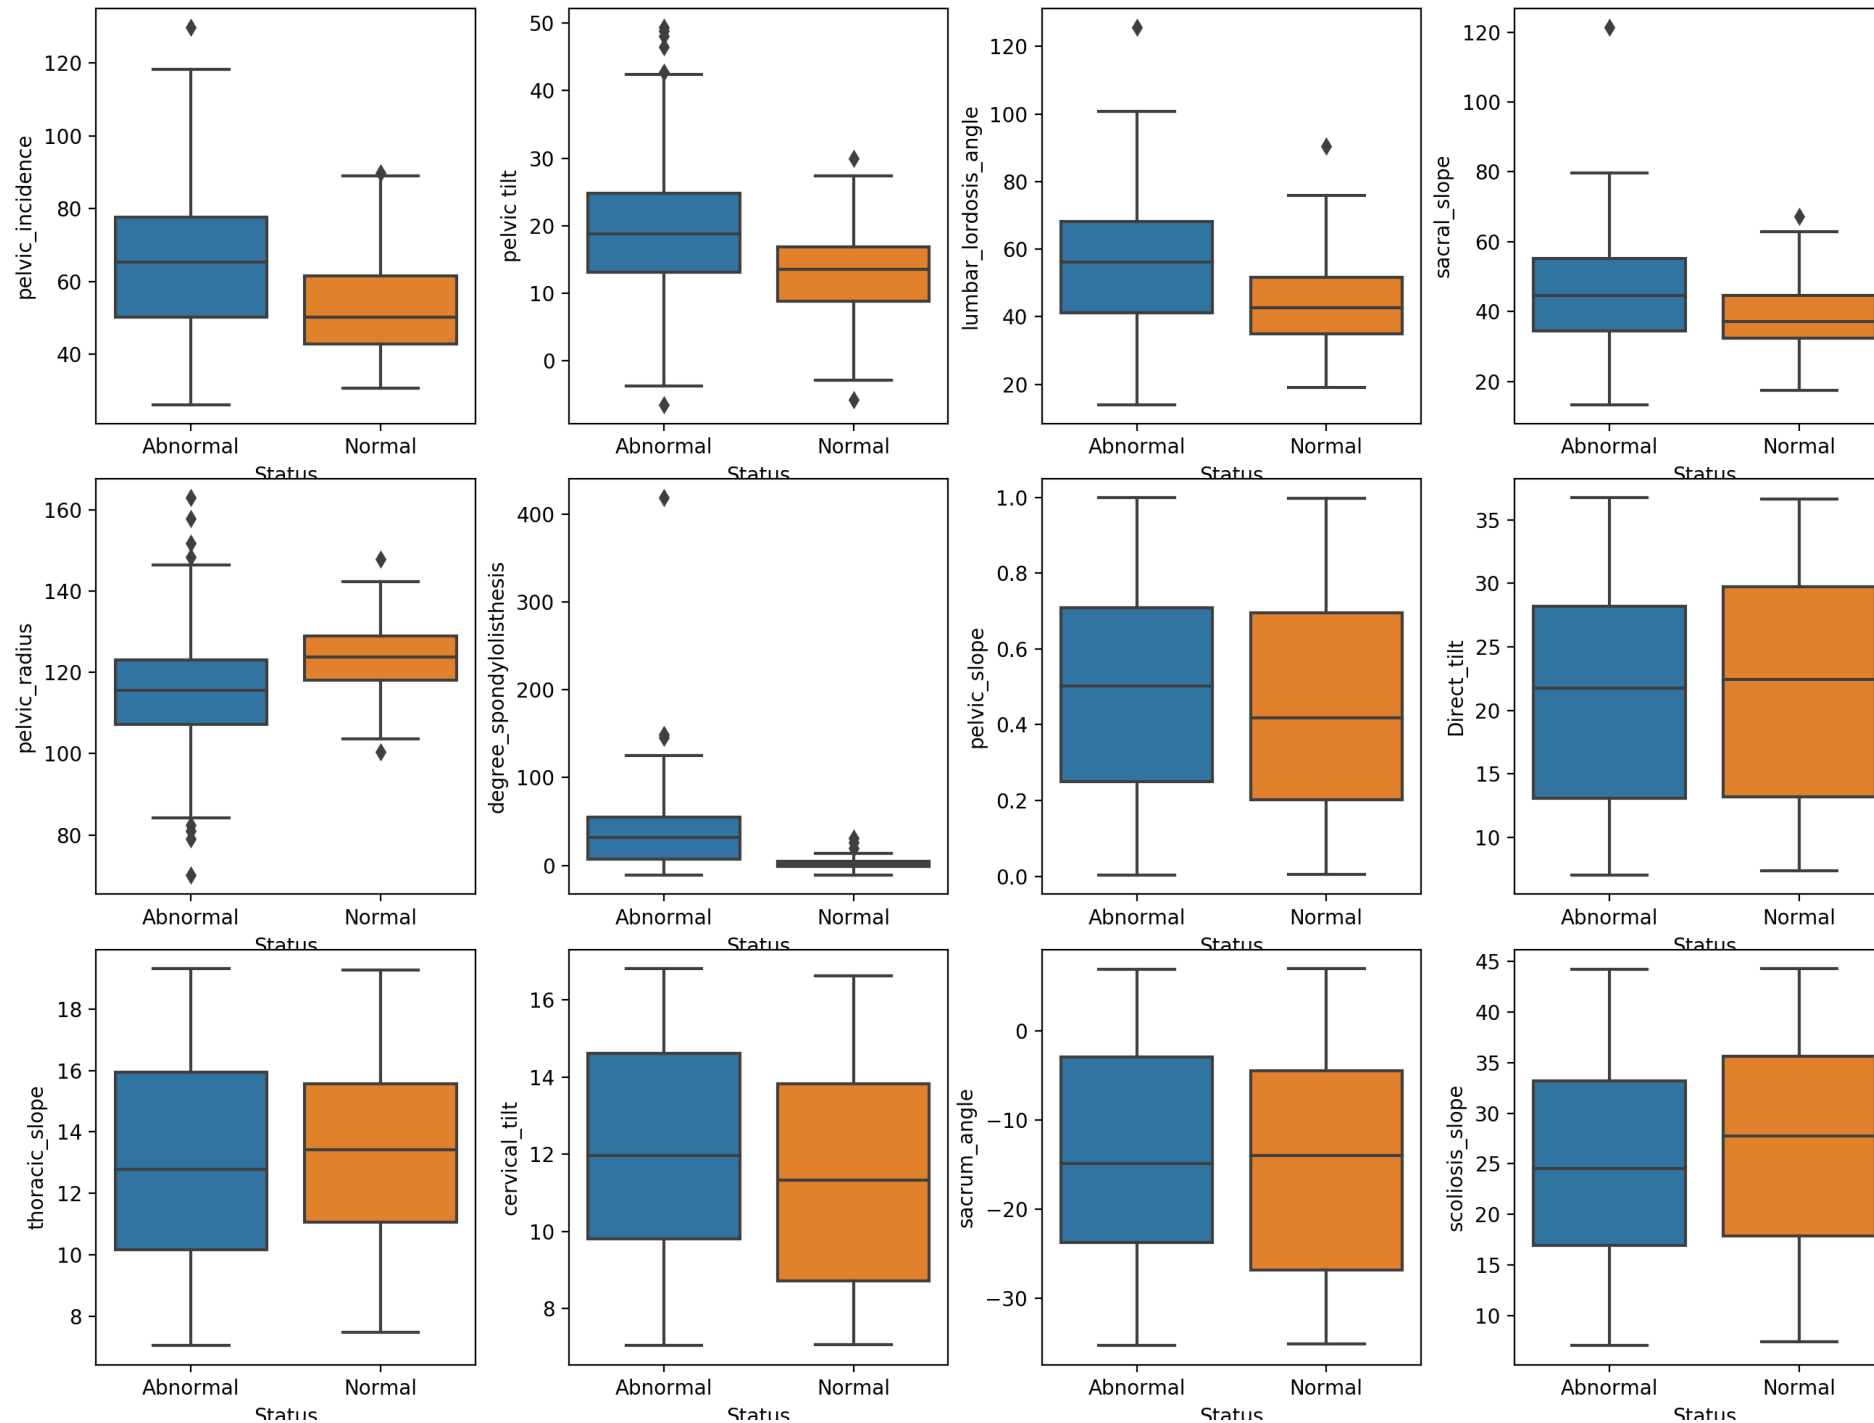 pelvic_incidence
120
100
80
60
40
Abnormal Normal
Status
pelvic tilt
50
40
30
20
10
0
Abnormal Normal
Status
lumbar_lordosis_angle
120
100
80
60
40
20
Abnormal Normal
Status
sacral_slope
120
100
80
60
40
20
Abnormal Normal
Status
pelvic_radius
160
140
120
100
80
Abnormal Normal
Status
degree_spondylolisthesis
400
300
200
100
0
Abnormal Normal
Status
pelvic_slope
1.0
0.8
0.6
0.4
0.2
0.0
Abnormal Normal
Status
Direct_tilt
35
30
25
20
15
10
Abnormal Normal
Status
thoracic_slope
18
16
14
12
10
8
Abnormal Normal
Status
cervical_tilt
16
14
12
10
8
Abnormal Normal
Status
sacrum_angle
0
−10
−20
−30
Abnormal Normal
Status
scoliosis_slope
45
40
35
30
25
20
15
10
Abnormal Normal
Status